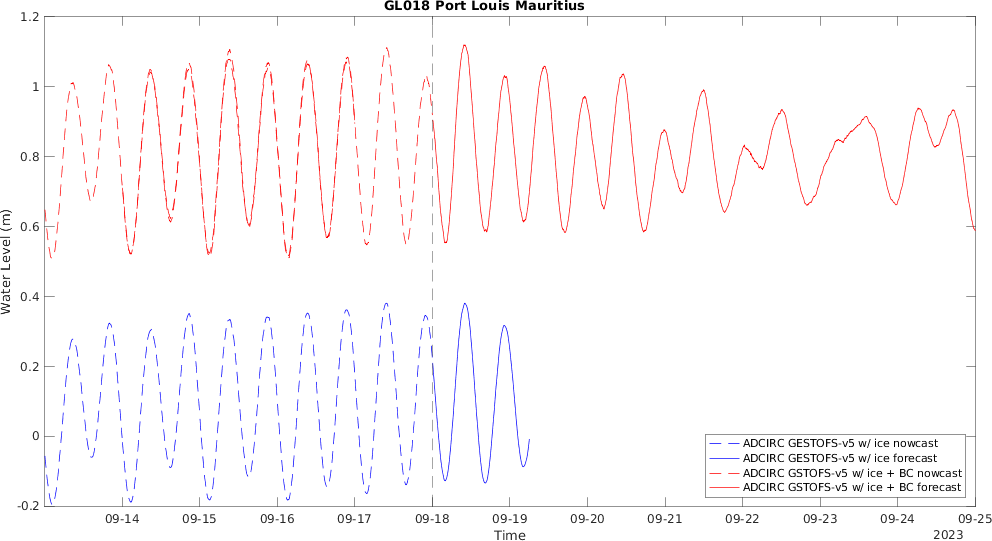 GL018 Port Louis Mauritius
1.2
1
0.8
0.6
0.4
0.2
0
-0.2
Water Level (m)
ADCIRC GESTOFS-v5 w/ ice nowcast
ADCIRC GESTOFS-v5 w/ ice forecast
ADCIRC GSTOFS-v5 w/ ice + BC nowcast
ADCIRC GSTOFS-v5 w/ ice + BC forecast
09-14 09-15 09-16 09-17 09-18 09-19 09-20 09-21 09-22 09-23 09-24 09-25
Time
2023